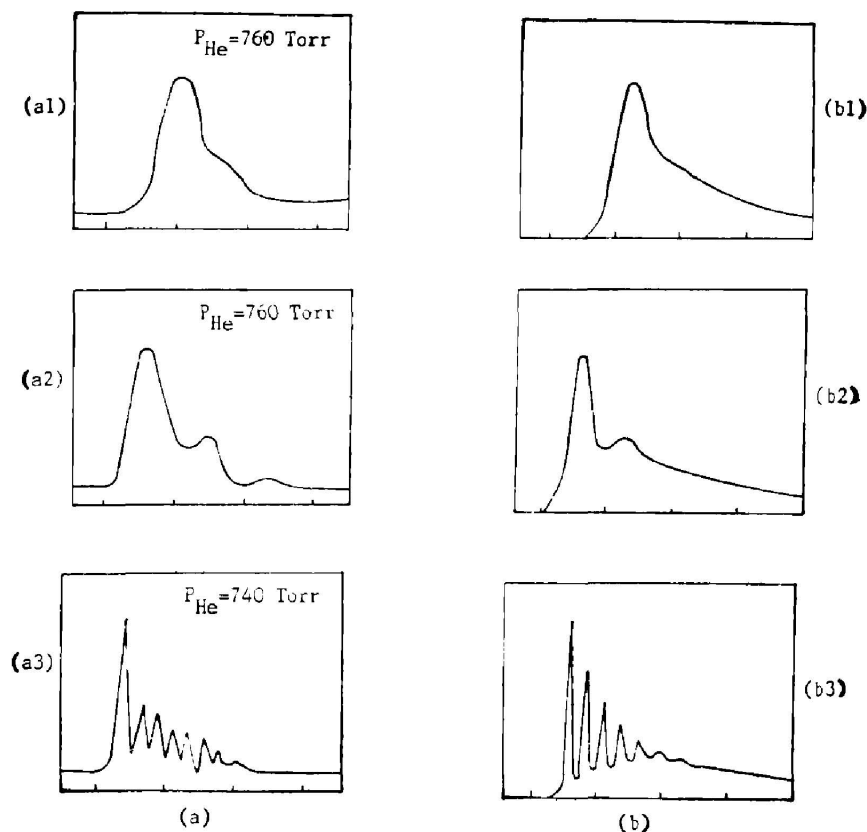 P_He=760 Torr
(a1)
(b1)
P_He=760 Torr
(a2)
(b2)
P_He=740 Torr
(a3)
(b3)
(a)
(b)